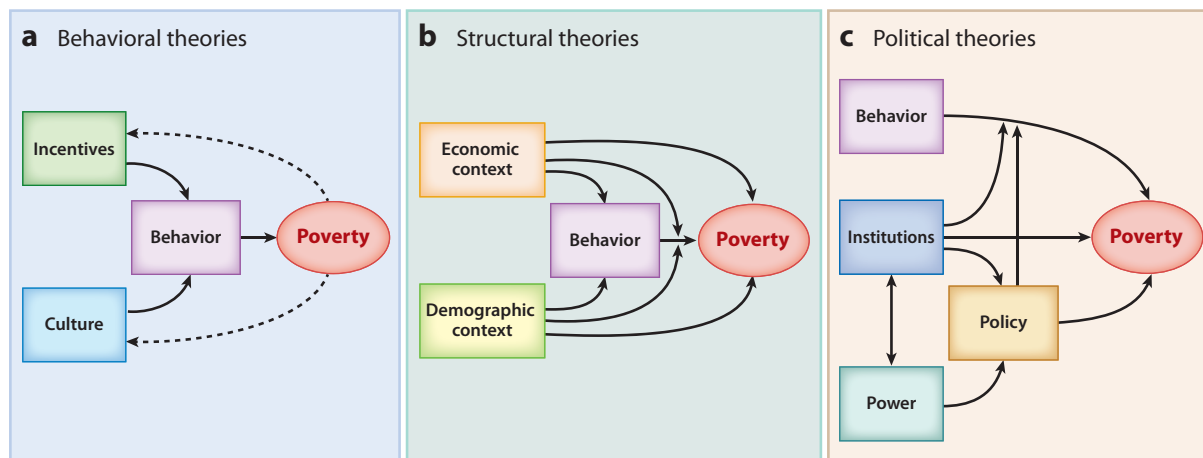 a Behavioral theories
Incentives
Behavior
Poverty
Culture
b Structural theories
Economic
context
Behavior
Poverty
Demographic
context
c Political theories
Behavior
Institutions
Poverty
Policy
Power